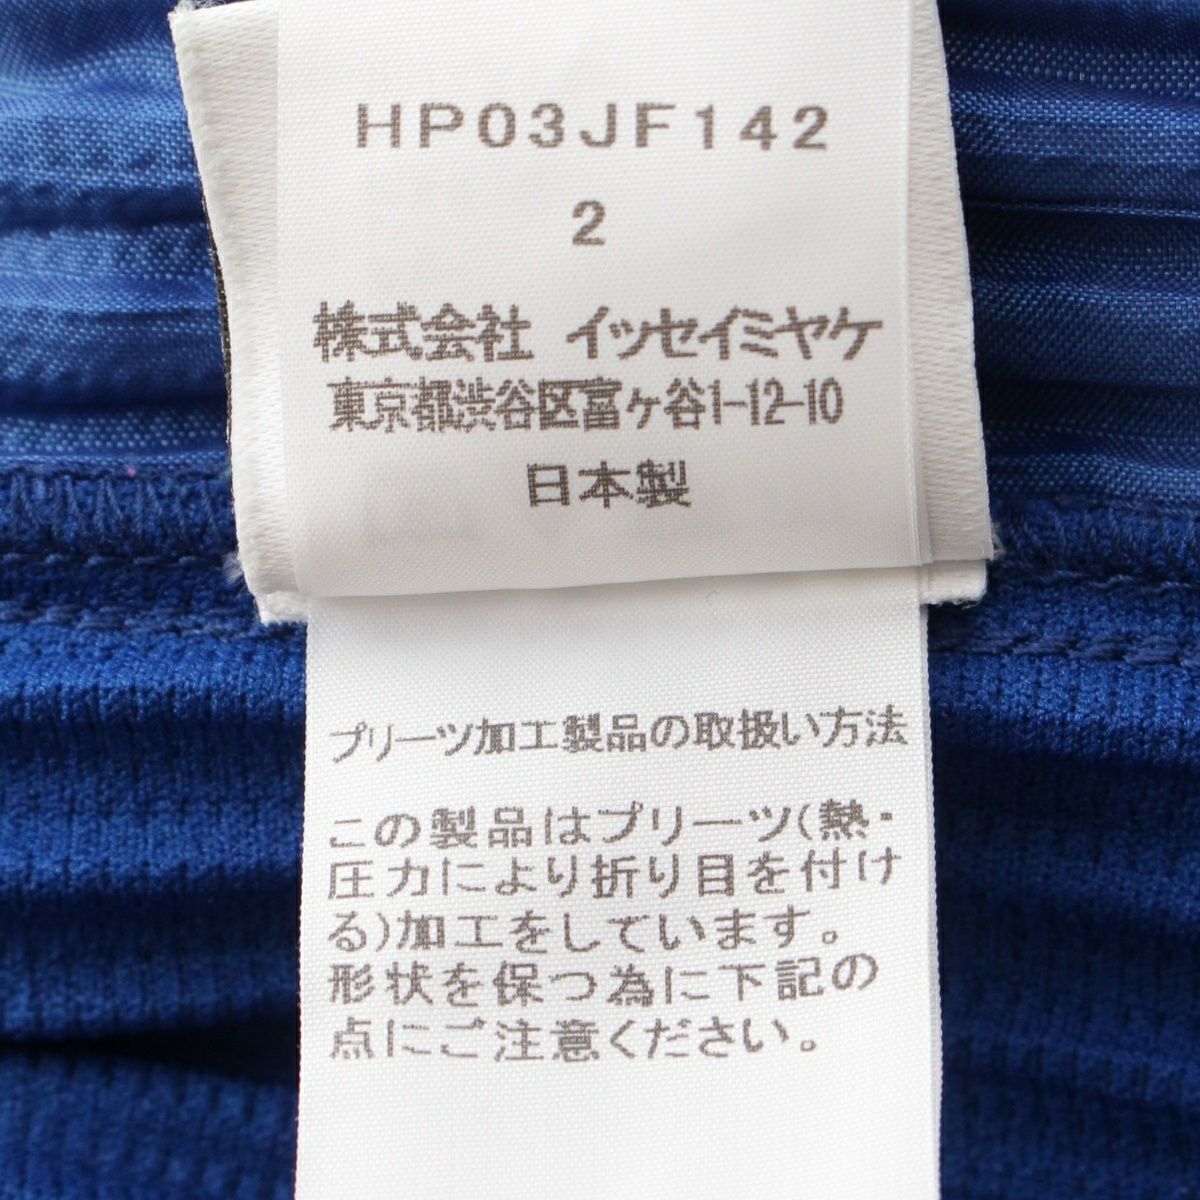 HP03JF142
2
株式会社 イッセイミヤケ
東京都渋谷区富ヶ谷1-12-10
日本製
プリーツ加工製品の取扱い方法
この製品はプリーツ(熱・
圧力により折り目を付け
る)加工をしています。
形状を保つ為に下記の
点にご注意ください。